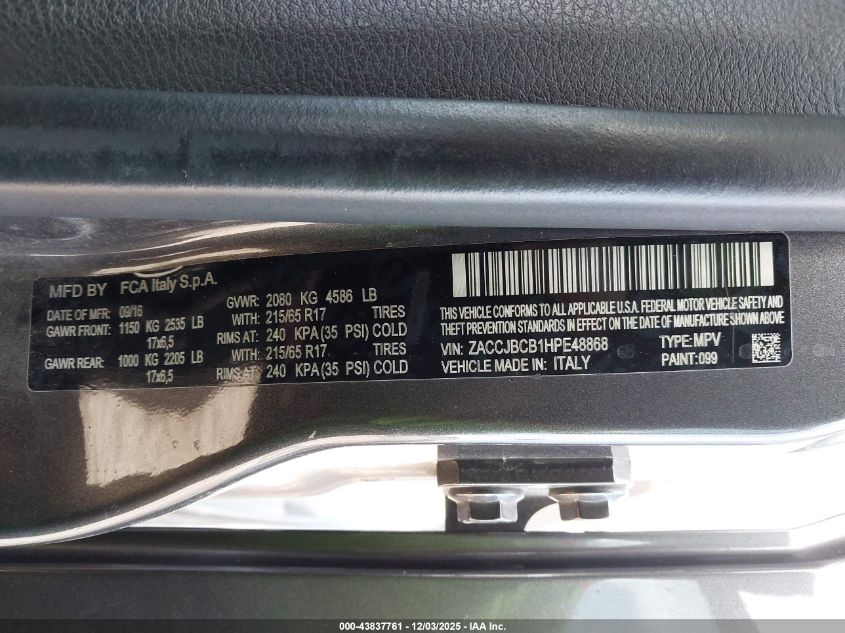 MFD BY FCA Italy S.p.A.
DATE OF MFR: 09/16 GVWR: 2080 KG 4586 LB
GAWR FRONT: 1150 KG 2535 LB WITH: 215/65 R17 TIRES
17x6,5 RIMS AT: 240 KPA (35 PSI) COLD
GAWR REAR: 1000 KG 2205 LB WITH: 215/65 R17 TIRES
17x6,5 RIMS AT: 240 KPA (35 PSI) COLD
THIS VEHICLE CONFORMS TO ALL APPLICABLE U.S.A. FEDERAL MOTOR VEHICLE SAFETY AND
THEFT PREVENTION STANDARDS IN EFFECT ON THE DATE OF MANUFACTURE SHOWN ABOVE.
VIN: ZACCJBCB1HPE48868 TYPE: MPV
VEHICLE MADE IN: ITALY PAINT: 099
000-43837761 - 12/03/2025 - IAA Inc.